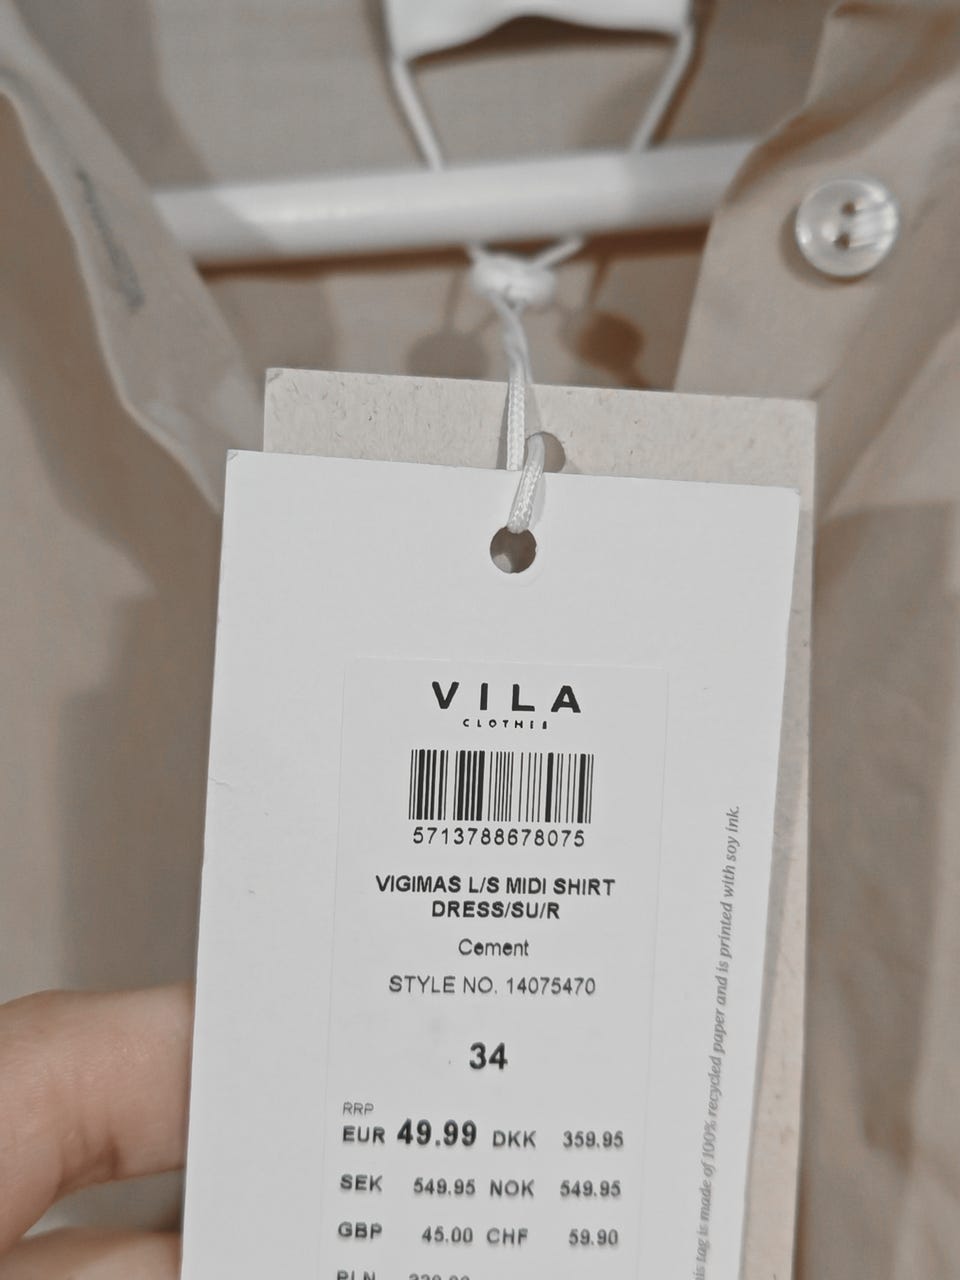 VILA
CLOTHES
5713788678075
VIGIMAS L/S MIDI SHIRT
DRESS/SU/R
Cement
STYLE NO. 14075470
34
RRP
EUR 49.99 DKK 359.95
SEK 549.95 NOK 549.95
GBP 45.00 CHF 59.90
PLN
tag is made of 100% recycled paper and is printed with soy ink.